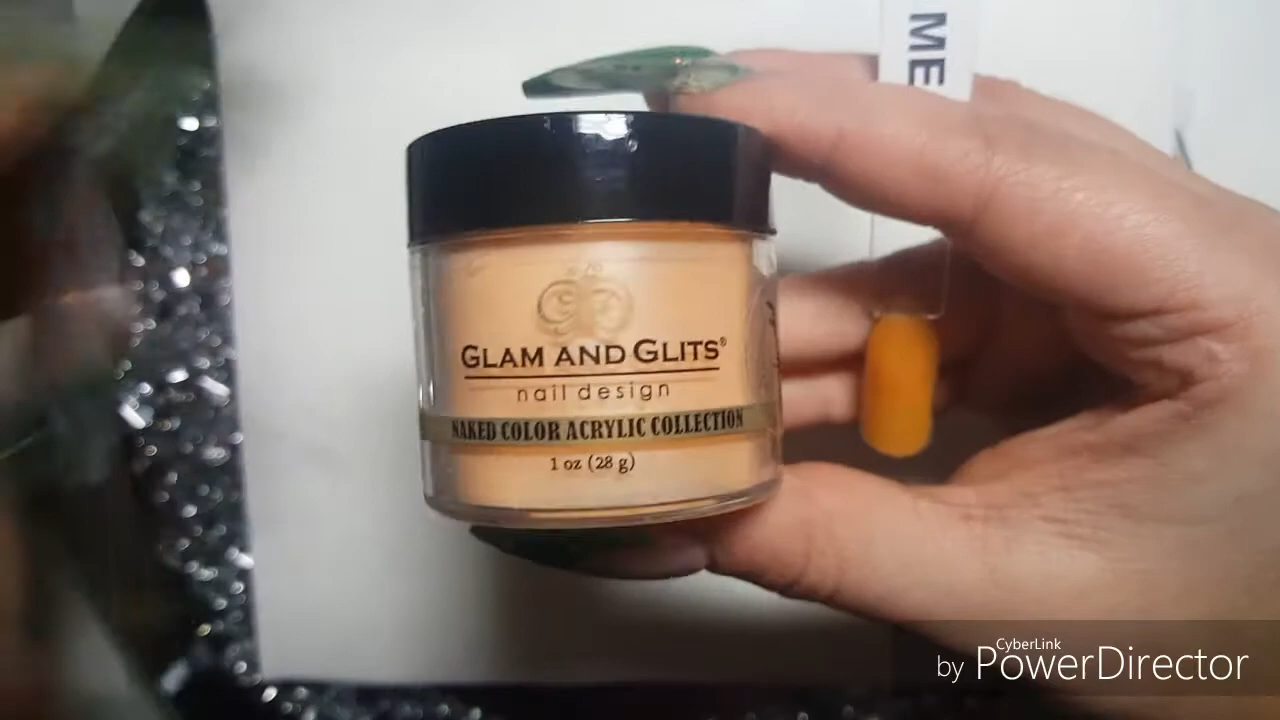 ME
GLAM AND GLITS®
nail design
NAKED COLOR ACRYLIC COLLECTION
1 oz (28 g)
CyberLink
by PowerDirector